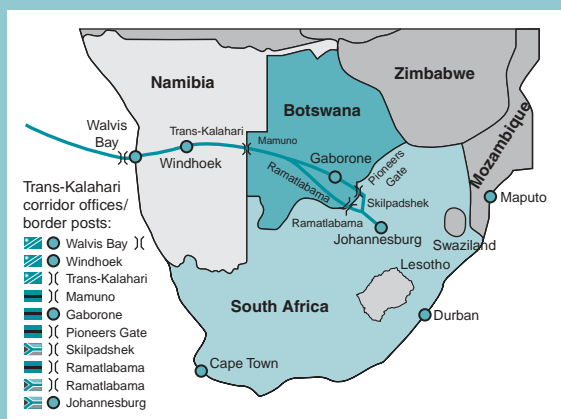 Namibia
Zimbabwe
Botswana
Mozambique
Walvis
Bay
Trans-Kalahari
Mamuno
Windhoek
Gaborone
Pioneers
Gate
Ramatlabama
Skilpadshek
Ramatlabama
Johannesburg
Maputo
Swaziland
Lesotho
South Africa
Durban
Cape Town
Trans-Kalahari
corridor offices/
border posts:
Walvis Bay
Windhoek
Trans-Kalahari
Mamuno
Gaborone
Pioneers Gate
Skilpadshek
Ramatlabama
Ramatlabama
Johannesburg